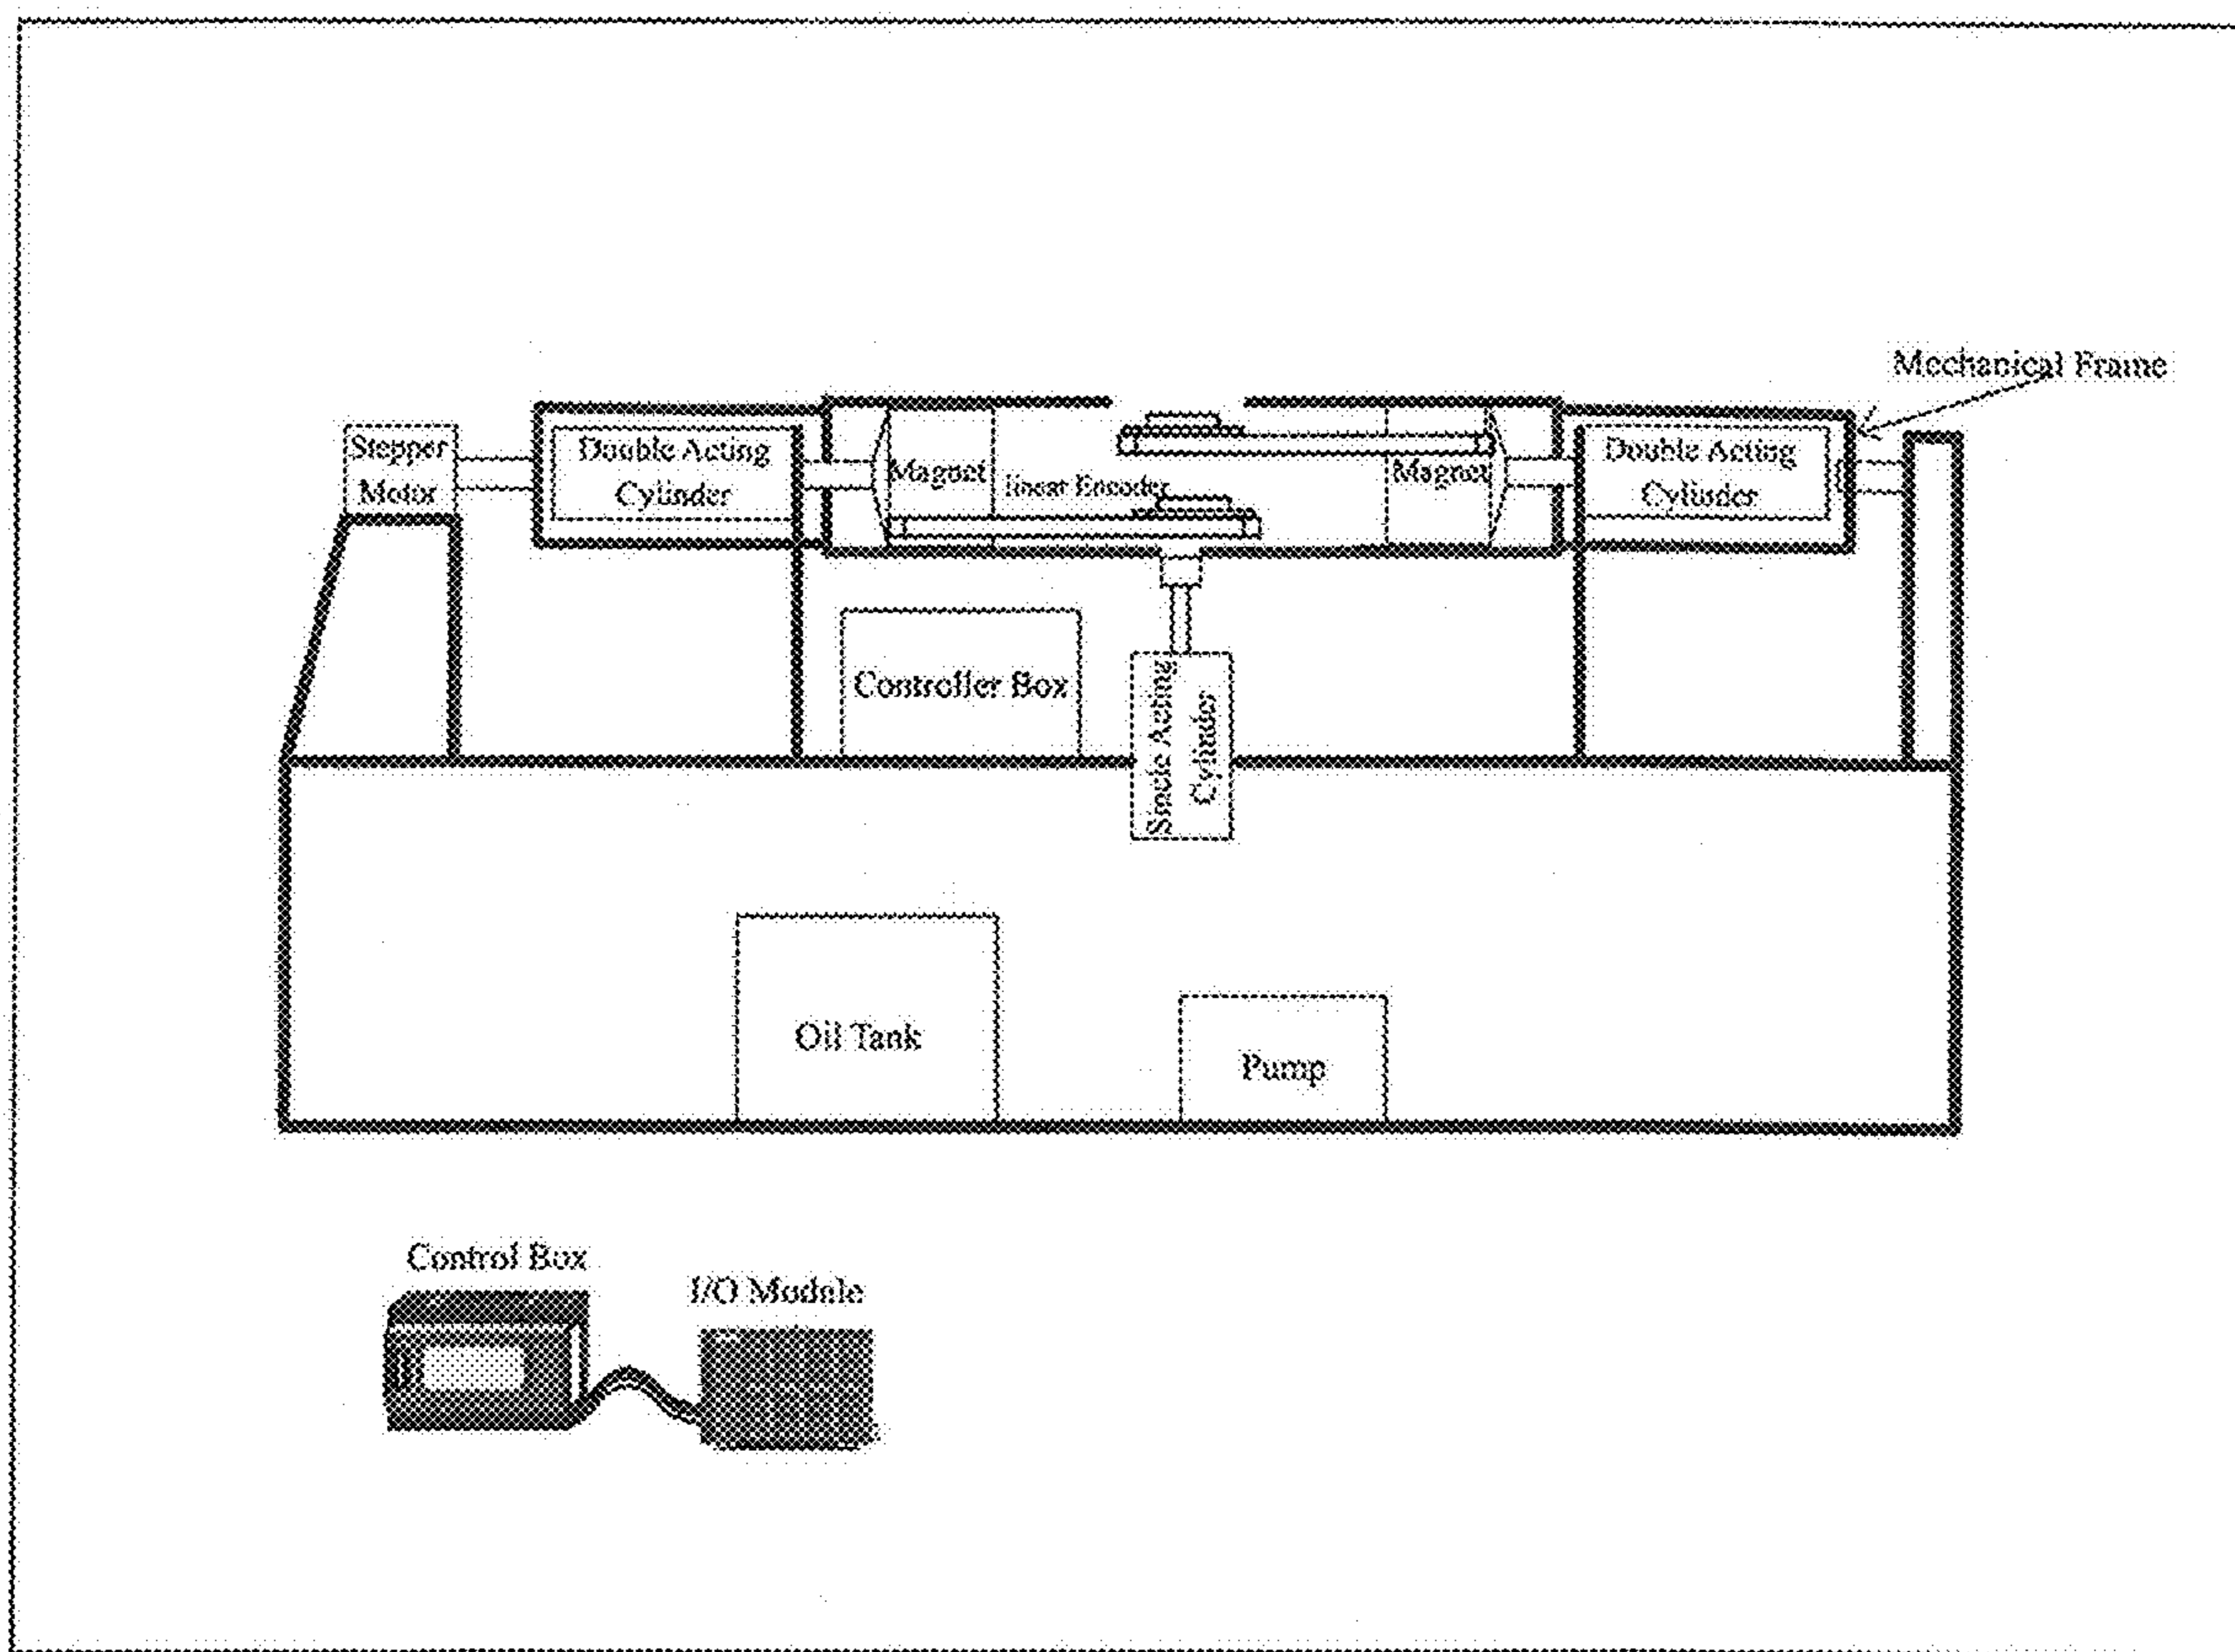 Mechanical Frame
Stepper
Motor
Double Acting
Cylinder
Magnet
linear Encoder
Magnet
Double Acting
Cylinder
Controller Box
Single Acting
Cylinder
Oil Tank
Pump
Control Box
I/O Module